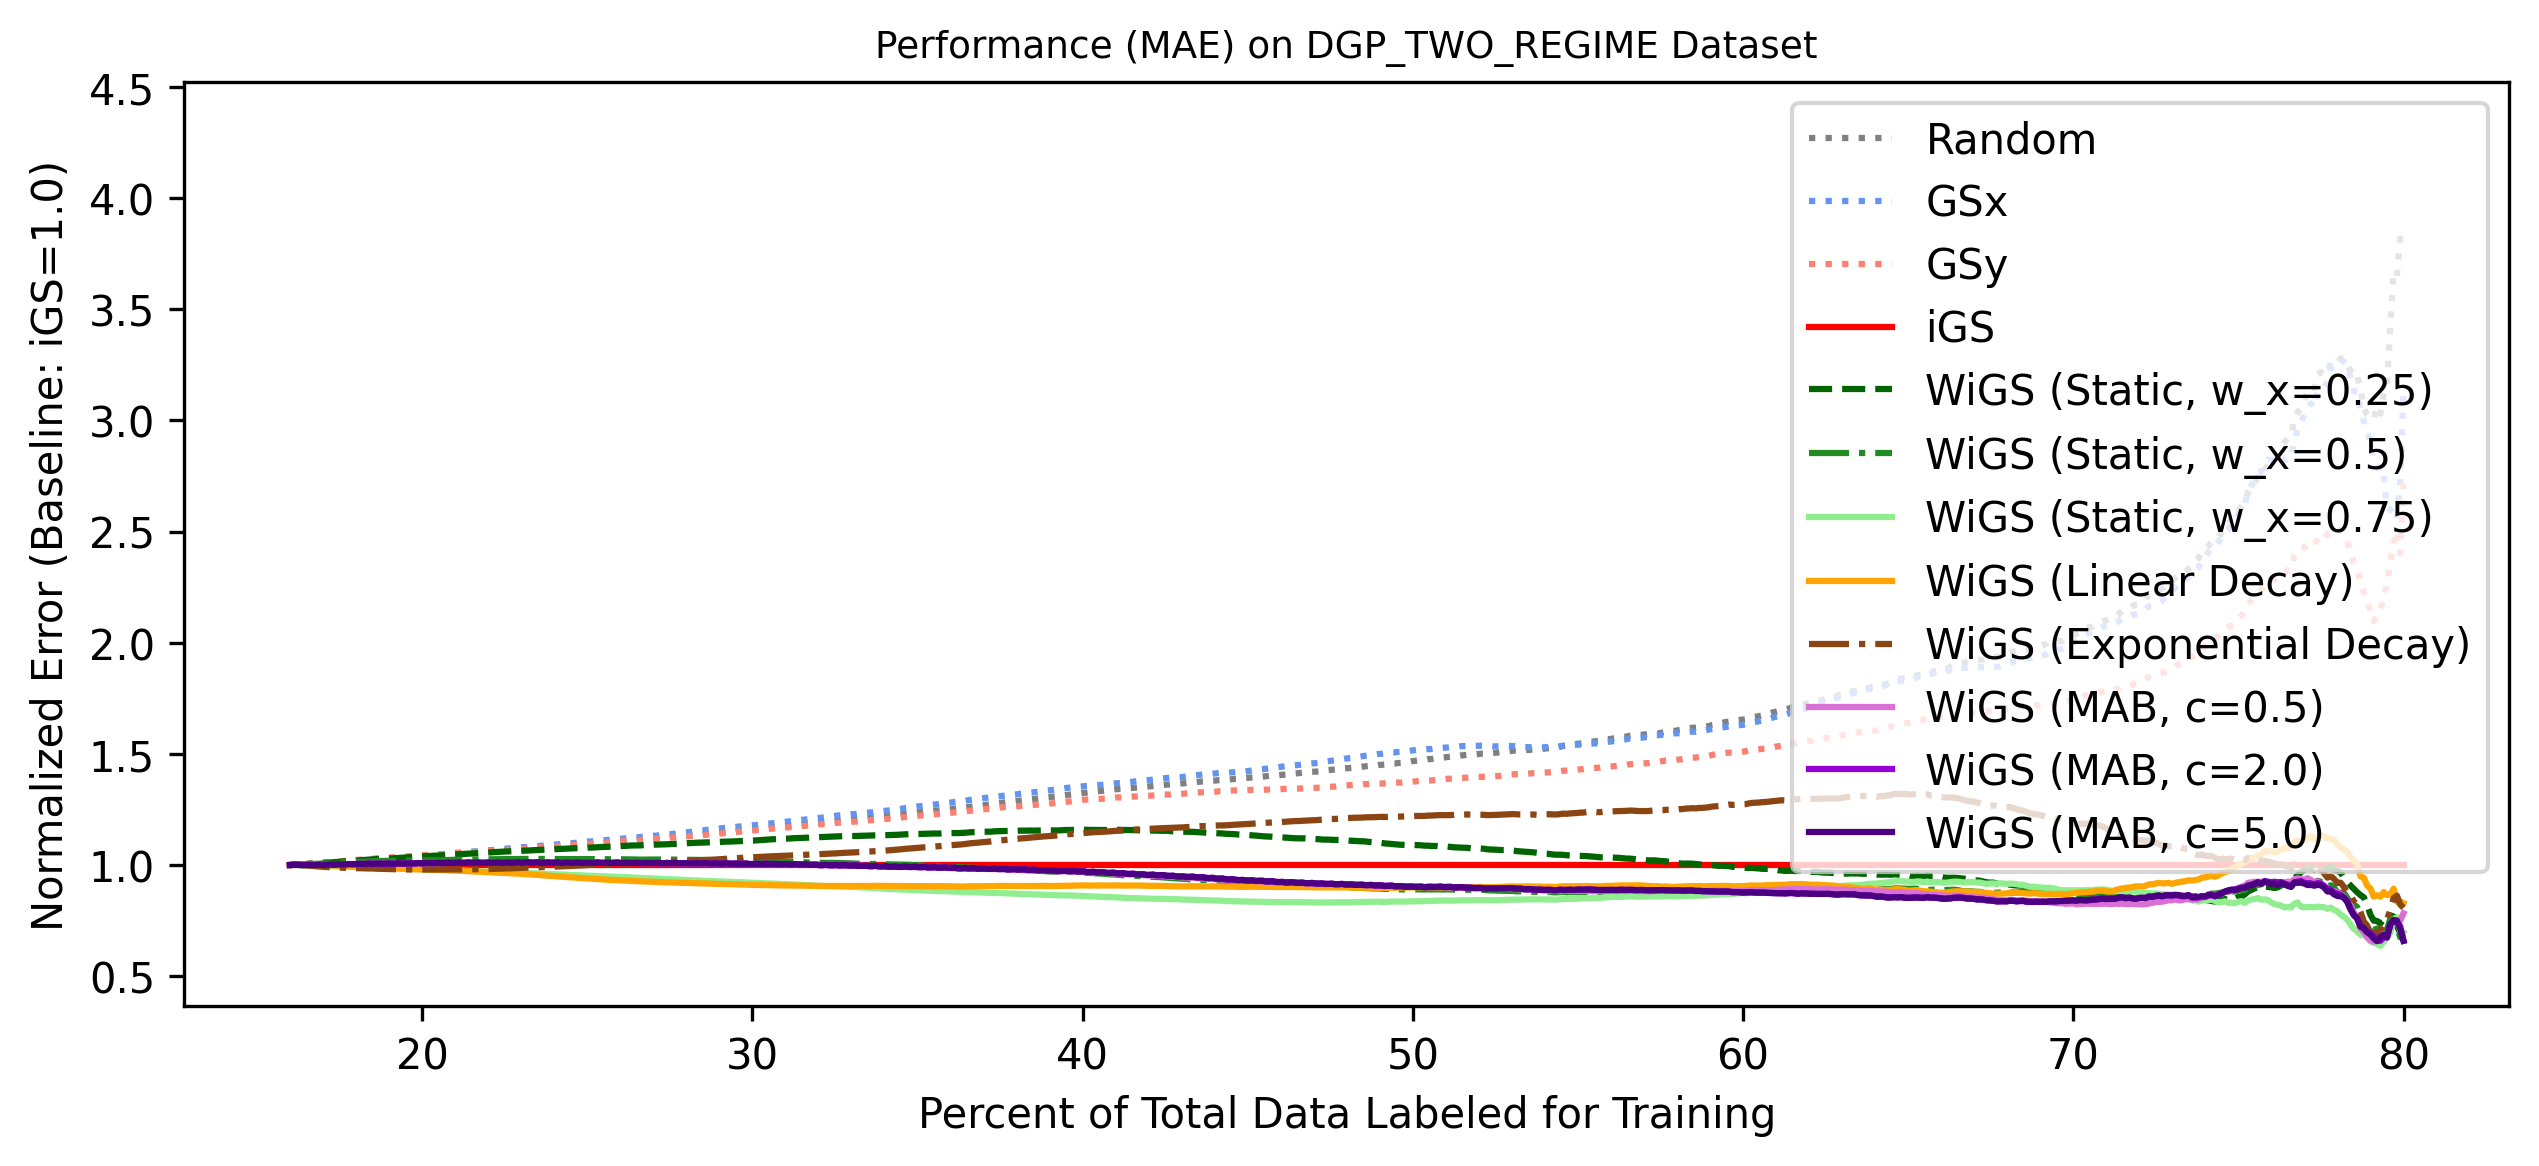 Performance (MAE) on DGP_TWO_REGIME Dataset
Normalized Error (Baseline: iGS=1.0)
4.5
4.0
3.5
3.0
2.5
2.0
1.5
1.0
0.5
Random
GSx
GSy
iGS
WiGS (Static, w_x=0.25)
WiGS (Static, w_x=0.5)
WiGS (Static, w_x=0.75)
WiGS (Linear Decay)
WiGS (Exponential Decay)
WiGS (MAB, c=0.5)
WiGS (MAB, c=2.0)
WiGS (MAB, c=5.0)
20 30 40 50 60 70 80
Percent of Total Data Labeled for Training